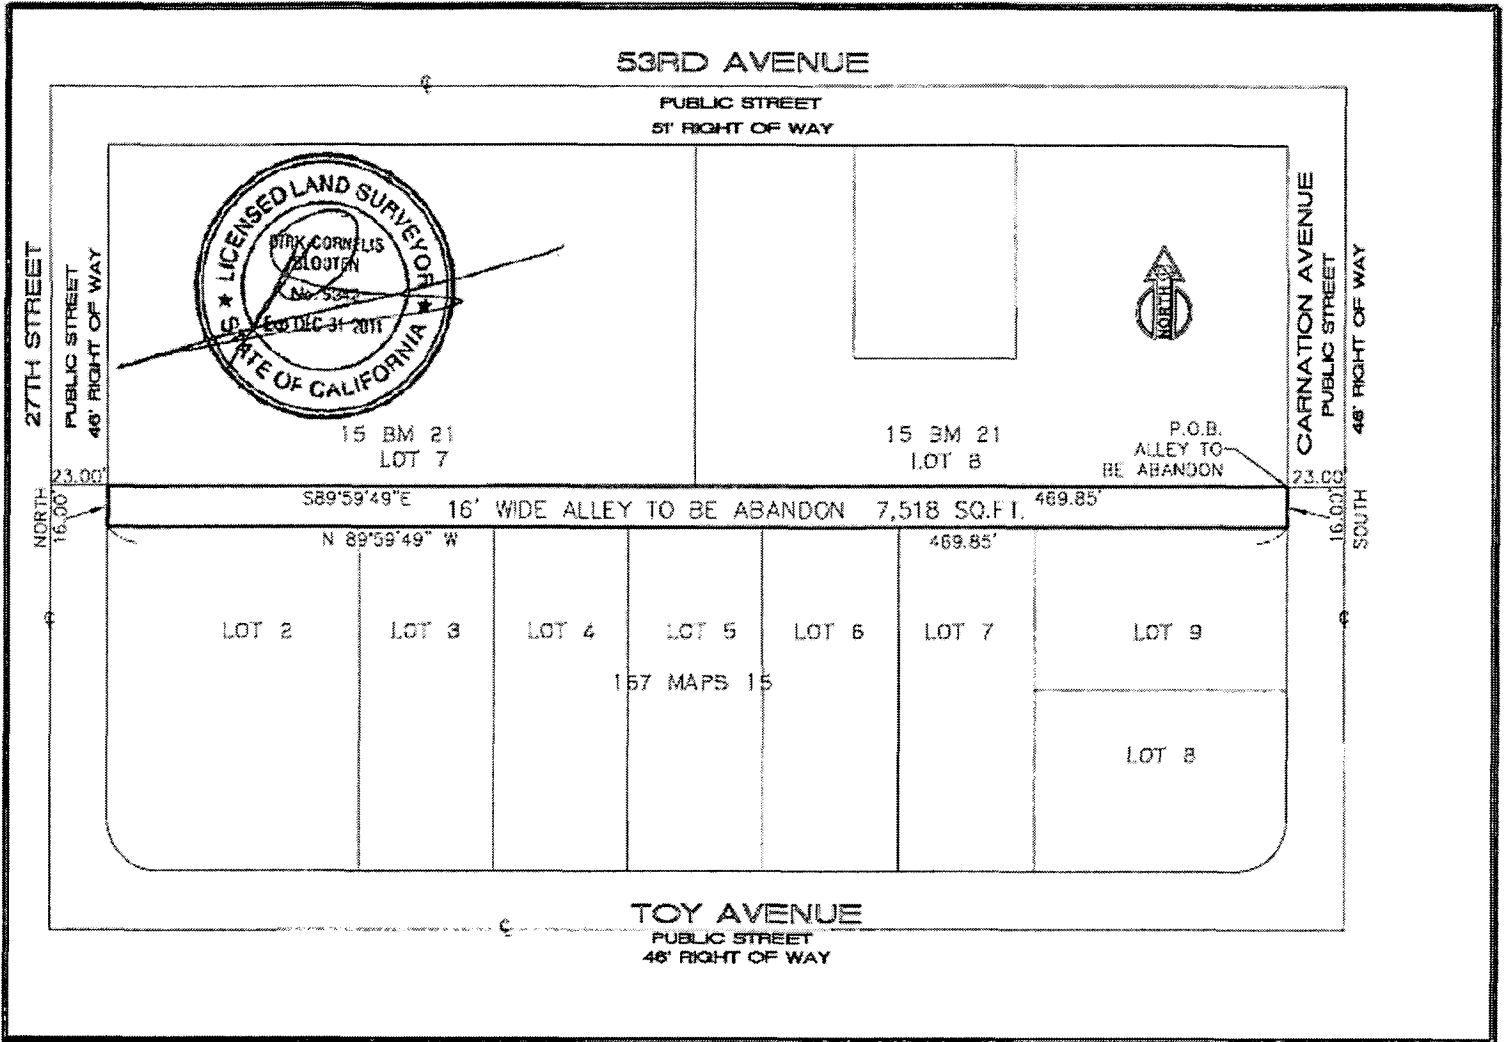 53RD AVENUE
PUBLIC STREET
51' RIGHT OF WAY
27TH STREET
PUBLIC STREET
46' RIGHT OF WAY
LICENSED LAND SURVEYOR
DIRK CORNELIS
SLOOTEN
No. 5342
Exp DEC 31 2011
STATE OF CALIFORNIA
NORTH
CARNATION AVENUE
PUBLIC STREET
46' RIGHT OF WAY
15 BM 21
LOT 7
15 BM 21
LOT 8
P.O.B.
ALLEY TO
BE ABANDON
23.00'
23.00'
NORTH
16.00'
S89°59'49"E
16' WIDE ALLEY TO BE ABANDON 7,518 SQ.FT.
469.85'
16.00'
SOUTH
N 89°59'49" W
469.85'
LOT 2
LOT 3
LOT 4
LOT 5
LOT 6
LOT 7
LOT 9
167 MAPS 15
LOT 8
TOY AVENUE
PUBLIC STREET
46' RIGHT OF WAY